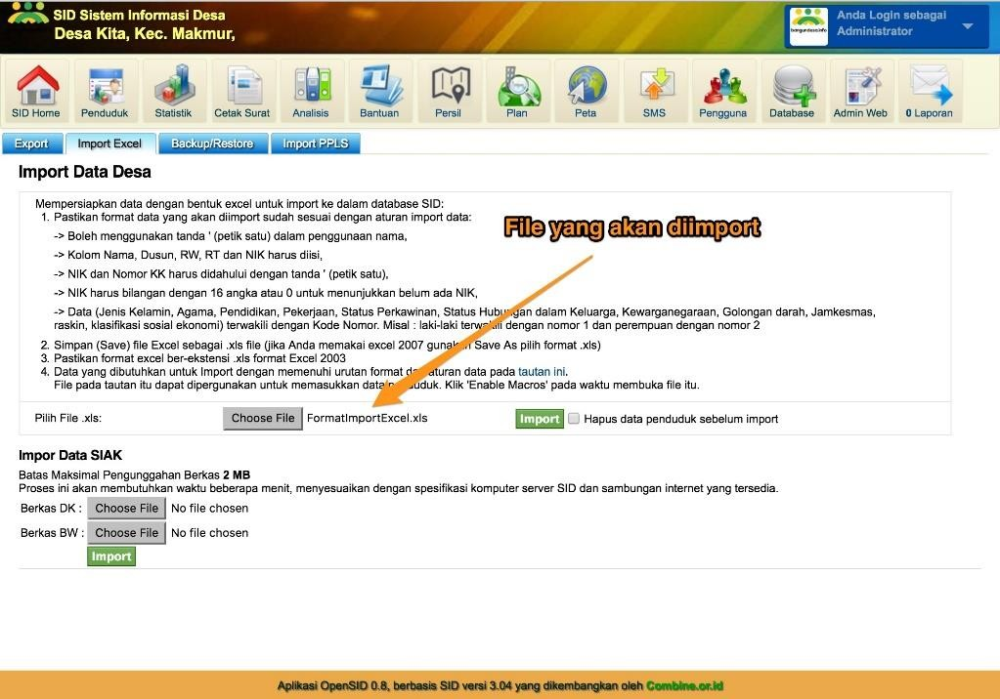 SID Sistem Informasi Desa
Desa Kita, Kec. Makmur,
bangundesa.info
Anda Login sebagai
Administrator
SID Home
Penduduk
Statistik
Cetak Surat
Analisis
Bantuan
Persil
Plan
Peta
SMS
Pengguna
Database
Admin Web
0 Laporan
Export
Import Excel
Backup/Restore
Import PPLS
Import Data Desa
Mempersiapkan data dengan bentuk excel untuk import ke dalam database SID:
1. Pastikan format data yang akan diimport sudah sesuai dengan aturan import data:
-> Boleh menggunakan tanda ' (petik satu) dalam penggunaan nama,
-> Kolom Nama, Dusun, RW, RT dan NIK harus diisi,
-> NIK dan Nomor KK harus didahului dengan tanda ' (petik satu),
-> NIK harus bilangan dengan 16 angka atau 0 untuk menunjukkan belum ada NIK,
-> Data (Jenis Kelamin, Agama, Pendidikan, Pekerjaan, Status Perkawinan, Status Hubungan dalam Keluarga, Kewarganegaraan, Golongan darah, Jamkesmas,
raskin, klasifikasi sosial ekonomi) terwakili dengan Kode Nomor. Misal : laki-laki terwakili dengan nomor 1 dan perempuan dengan nomor 2
2. Simpan (Save) file Excel sebagai .xls file (jika Anda memakai excel 2007 gunakan Save As pilih format .xls)
3. Pastikan format excel ber-ekstensi .xls format Excel 2003
4. Data yang dibutuhkan untuk Import dengan memenuhi urutan format dan aturan data pada tautan ini.
File pada tautan itu dapat dipergunakan untuk memasukkan data penduduk. Klik 'Enable Macros' pada waktu membuka file itu.
File yang akan diimport
Pilih File .xls:
Choose File
FormatImportExcel.xls
Import
Hapus data penduduk sebelum import
Impor Data SIAK
Batas Maksimal Pengunggahan Berkas 2 MB
Proses ini akan membutuhkan waktu beberapa menit, menyesuaikan dengan spesifikasi komputer server SID dan sambungan internet yang tersedia.
Berkas DK :
Choose File
No file chosen
Berkas BW :
Choose File
No file chosen
Import
Aplikasi OpenSID 0.8, berbasis SID versi 3.04 yang dikembangkan oleh Combine.or.id